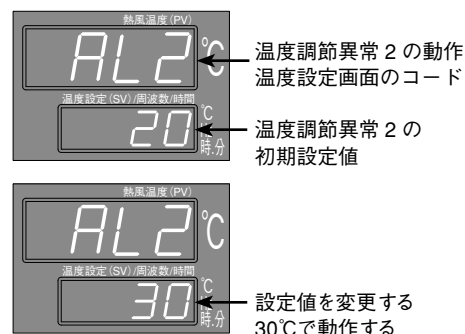 熱風温度(PV)
AL2 ℃
温度調節異常2の動作
温度設定画面のコード
温度設定(SV)/周波数/時間
20
℃
時.分
温度調節異常2の
初期設定値
熱風温度(PV)
AL2 ℃
温度設定(SV)/周波数/時間
30
℃
時.分
設定値を変更する
30℃で動作する